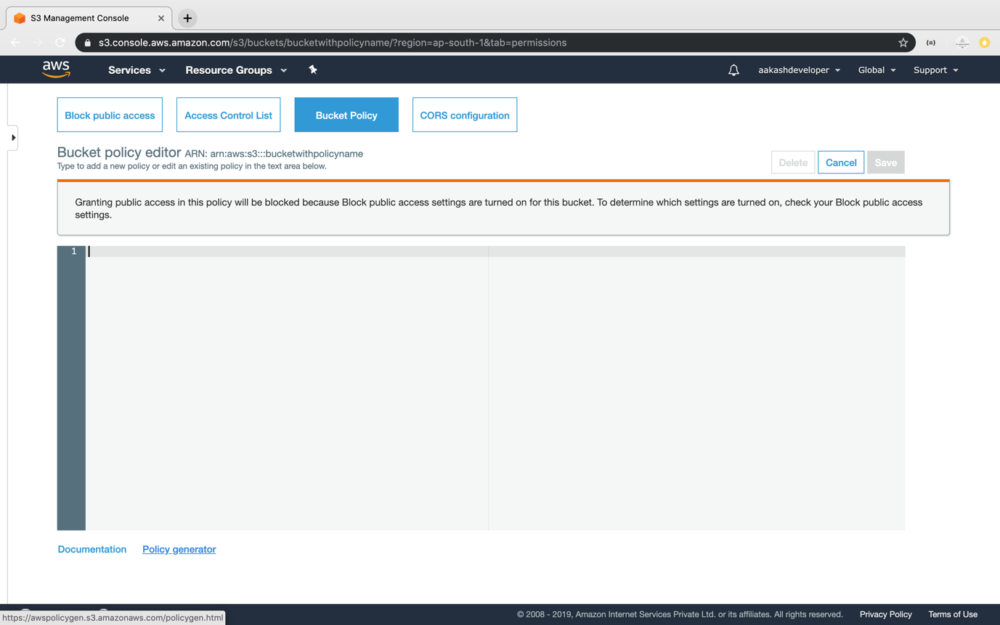 S3 Management Console
s3.console.aws.amazon.com/s3/buckets/bucketwithpolicyname/?region=ap-south-1&tab=permissions
aws
Services
Resource Groups
aakashdeveloper
Global
Support
Block public access
Access Control List
Bucket Policy
CORS configuration
Bucket policy editor ARN: arn:aws:s3:::bucketwithpolicyname
Type to add a new policy or edit an existing policy in the text area below.
Delete
Cancel
Save
Granting public access in this policy will be blocked because Block public access settings are turned on for this bucket. To determine which settings are turned on, check your Block public access
settings.
1
Documentation
Policy generator
https://awspolicygen.s3.amazonaws.com/policygen.html
© 2008 - 2019, Amazon Internet Services Private Ltd. or its affiliates. All rights reserved.
Privacy Policy
Terms of Use